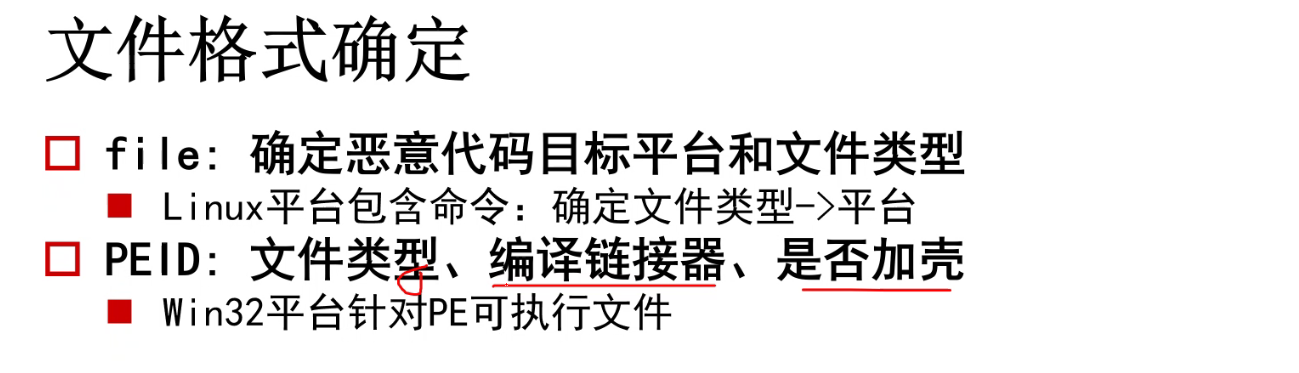 文件格式确定
file: 确定恶意代码目标平台和文件类型
Linux平台包含命令：确定文件类型->平台
PEID: 文件类型、编译链接器、是否加壳
Win32平台针对PE可执行文件